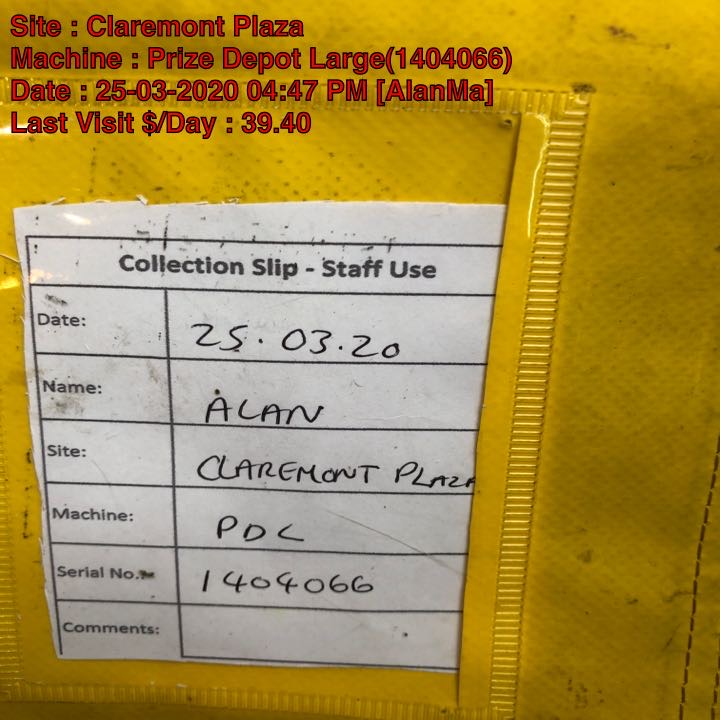 Site : Claremont Plaza
Machine : Prize Depot Large(1404066)
Date : 25-03-2020 04:47 PM [AlanMa]
Last Visit $/Day : 39.40
Collection Slip - Staff Use
Date: 25.03.20
Name: ALAN
Site: CLAREMONT PLAZA
Machine: PDL
Serial No.: 1404066
Comments: